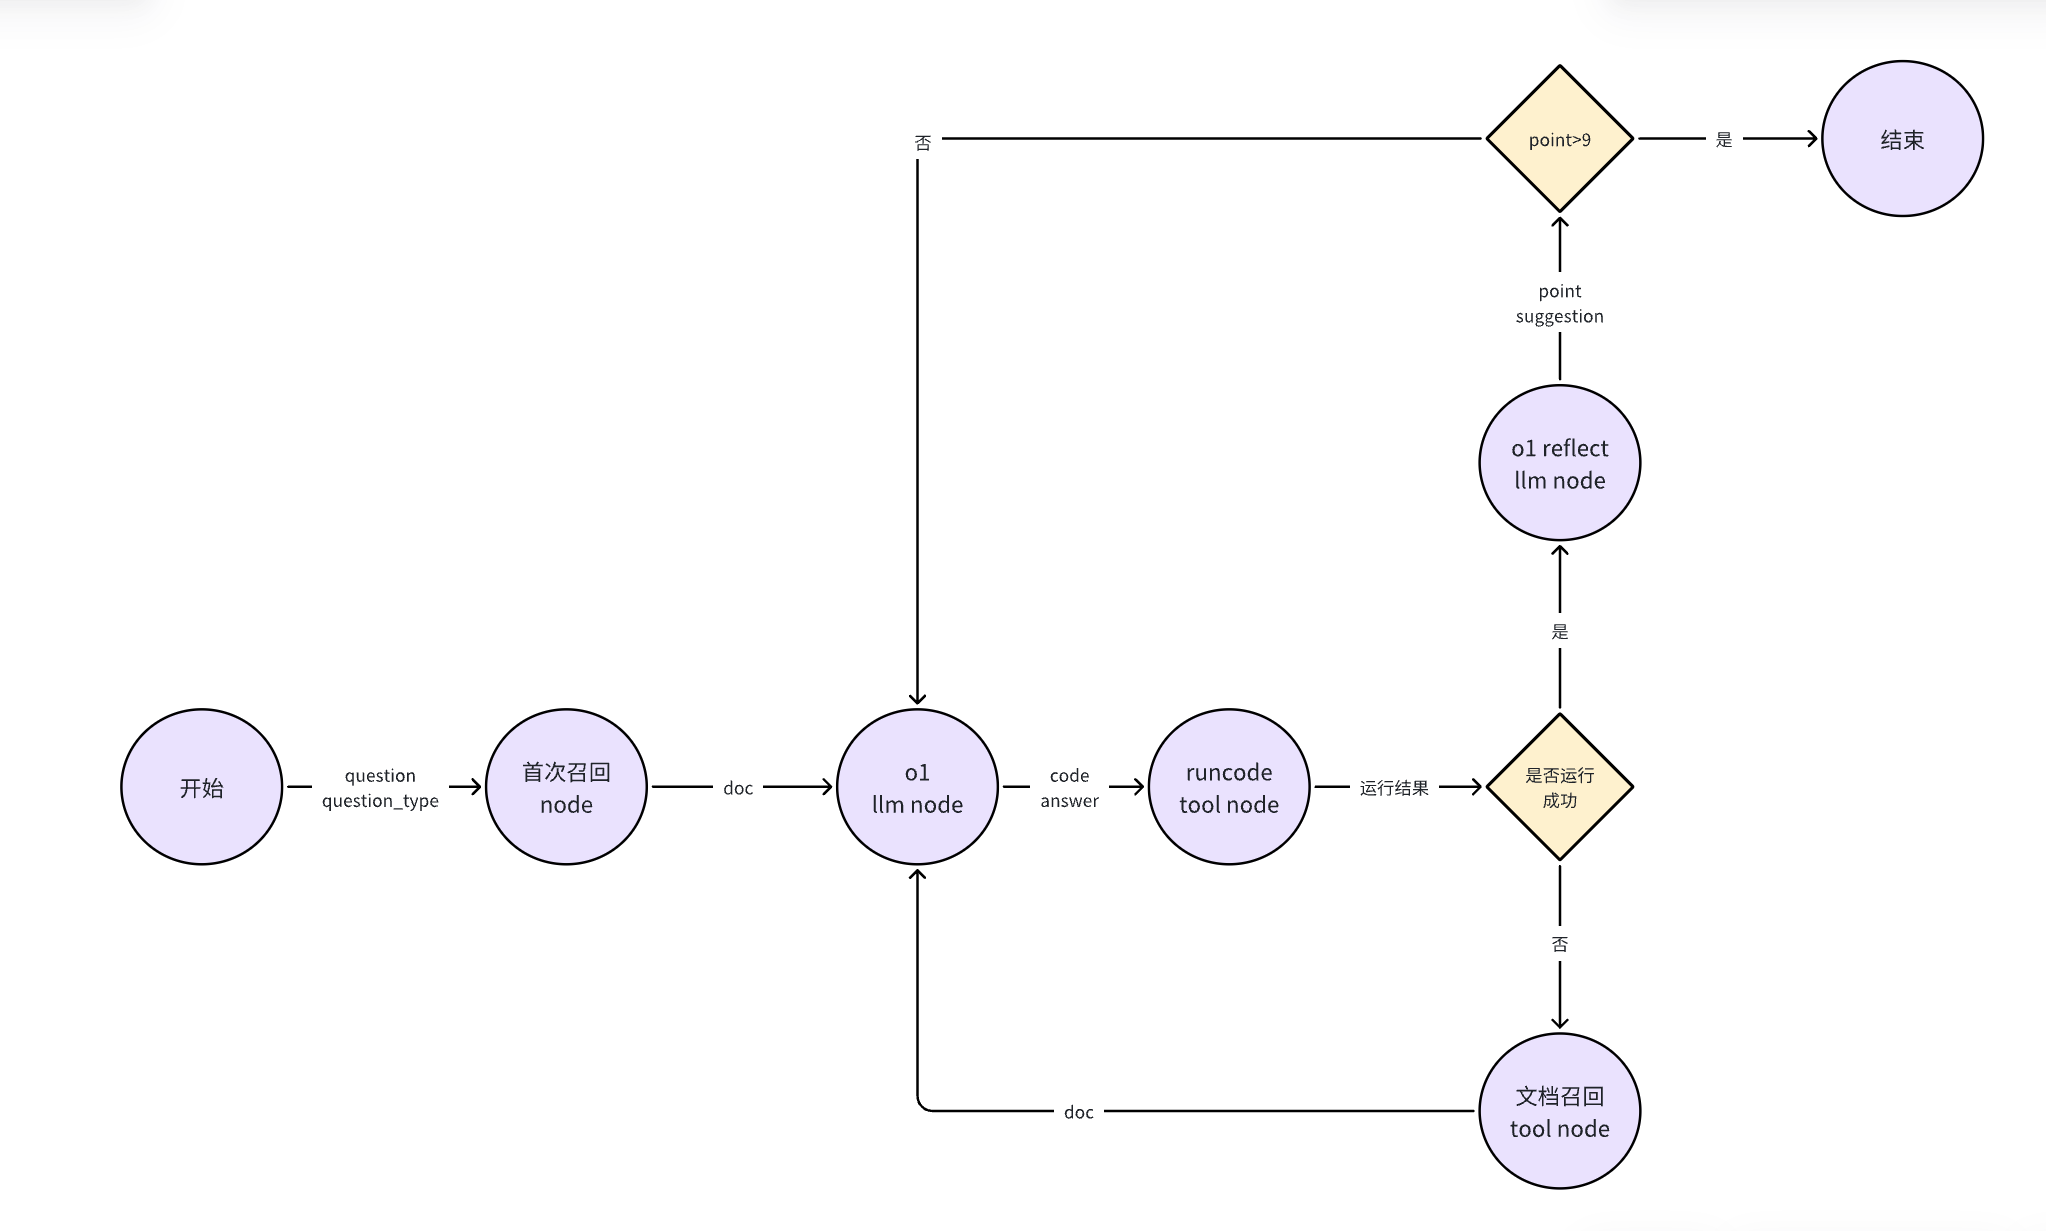 point>9
是
结束
否
point
suggestion
o1 reflect
llm node
是
开始
question
question_type
首次召回
node
doc
o1
llm node
code
answer
runcode
tool node
运行结果
是否运行
成功
否
文档召回
tool node
doc